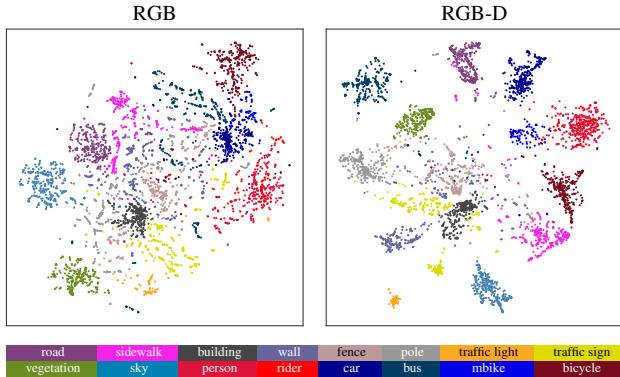 RGB RGB-D
road sidewalk building wall fence pole traffic light traffic sign
vegetation sky person rider car bus mbike bicycle